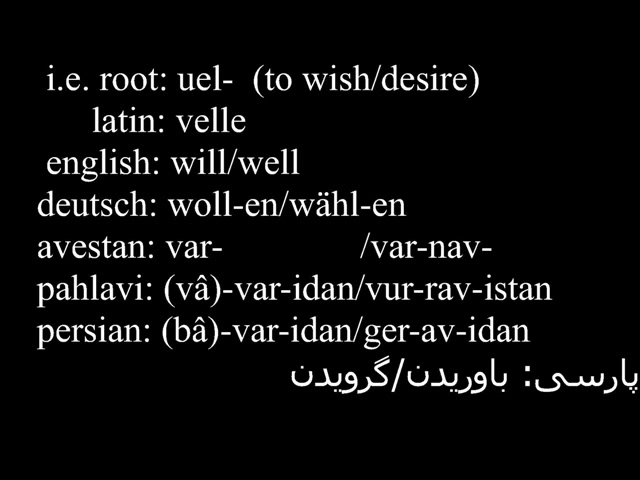 i.e. root: uel- (to wish/desire)
latin: velle
english: will/well
deutsch: woll-en/wähl-en
avestan: var- /var-nav-
pahlavi: (vâ)-var-idan/vur-rav-istan
persian: (bâ)-var-idan/ger-av-idan
پارسی: باوریدن/گرویدن